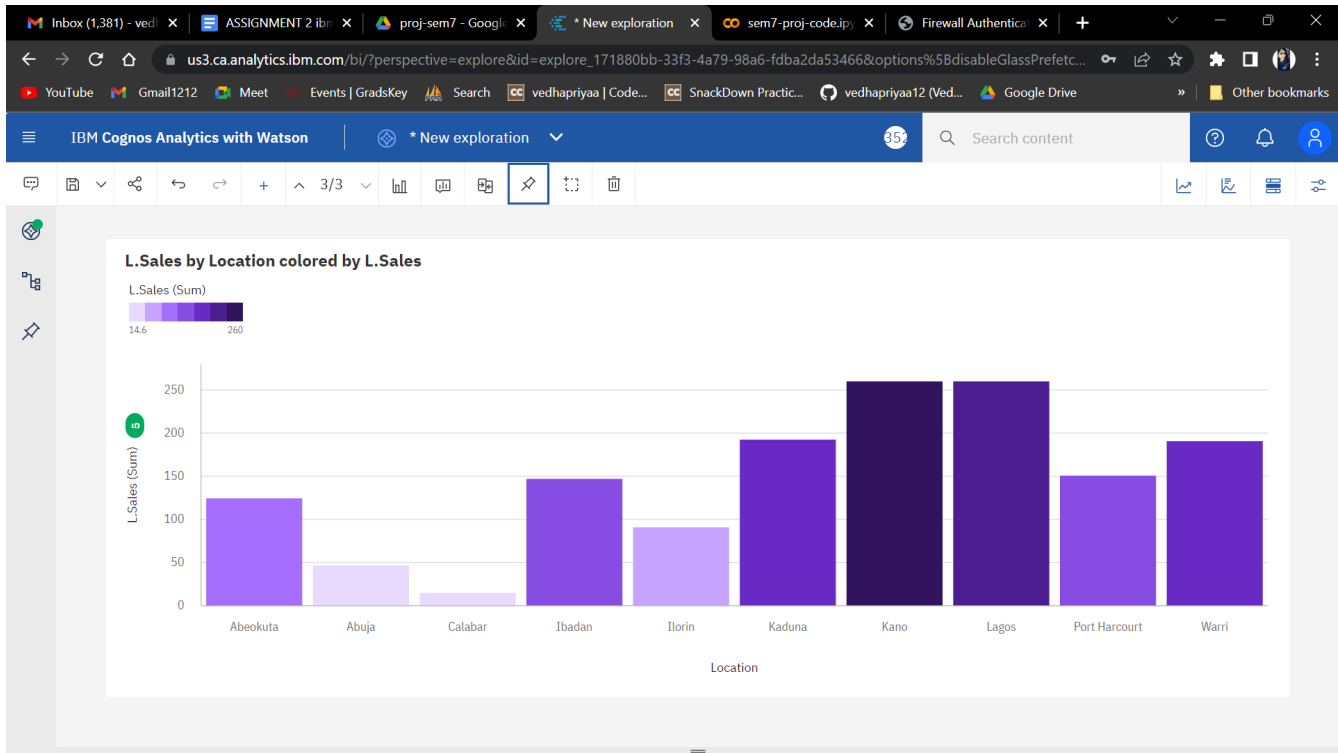 Inbox (1,381) - ved
ASSIGNMENT 2 ibm
proj-sem7 - Google
* New exploration
sem7-proj-code.ipy
Firewall Authenticat
us3.ca.analytics.ibm.com/bi/?perspective=explore&id=explore_171880bb-33f3-4a79-98a6-fdba2da53466&options%5BdisableGlassPrefetc...
YouTube
Gmail1212
Meet
Events | GradsKey
Search
CC
vedhapriyaa | Code...
CC
SnackDown Practic...
vedhapriyaa12 (Ved...
Google Drive
»
Other bookmarks
IBM Cognos Analytics with Watson
* New exploration
352
Search content
3/3
L.Sales by Location colored by L.Sales
L.Sales (Sum)
14.6 260
L.Sales (Sum)
5
250
200
150
100
50
0
Abeokuta Abuja Calabar Ibadan Ilorin Kaduna Kano Lagos Port Harcourt Warri
Location